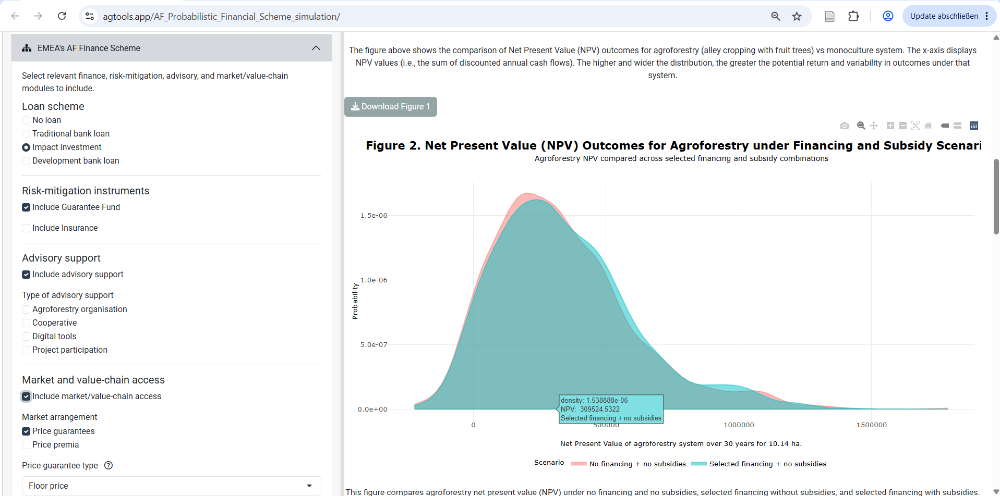 agtools.app/AF_Probabilistic_Financial_Scheme_simulation/
Update abschließen
EMEA's AF Finance Scheme
Select relevant finance, risk-mitigation, advisory, and market/value-chain
modules to include.
Loan scheme
No loan
Traditional bank loan
Impact investment
Development bank loan
Risk-mitigation instruments
Include Guarantee Fund
Include Insurance
Advisory support
Include advisory support
Type of advisory support
Agroforestry organisation
Cooperative
Digital tools
Project participation
Market and value-chain access
Include market/value-chain access
Market arrangement
Price guarantees
Price premia
Price guarantee type ?
Floor price
The figure above shows the comparison of Net Present Value (NPV) outcomes for agroforestry (alley cropping with fruit trees) vs monoculture system. The x-axis displays
NPV values (i.e., the sum of discounted annual cash flows). The higher and wider the distribution, the greater the potential return and variability in outcomes under that
system.
Download Figure 1
Figure 2. Net Present Value (NPV) Outcomes for Agroforestry under Financing and Subsidy Scenari
Agroforestry NPV compared across selected financing and subsidy combinations
Probability
1.5e-06
1.0e-06
5.0e-07
0.0e+00
density: 1.538888e-06
NPV: 309524.5322
Selected financing + no subsidies
0
500000
1000000
1500000
Net Present Value of agroforestry system over 30 years for 10.14 ha.
Scenario
No financing + no subsidies
Selected financing + no subsidies
This figure compares agroforestry net present value (NPV) under no financing and no subsidies, selected financing without subsidies, and selected financing with subsidies.